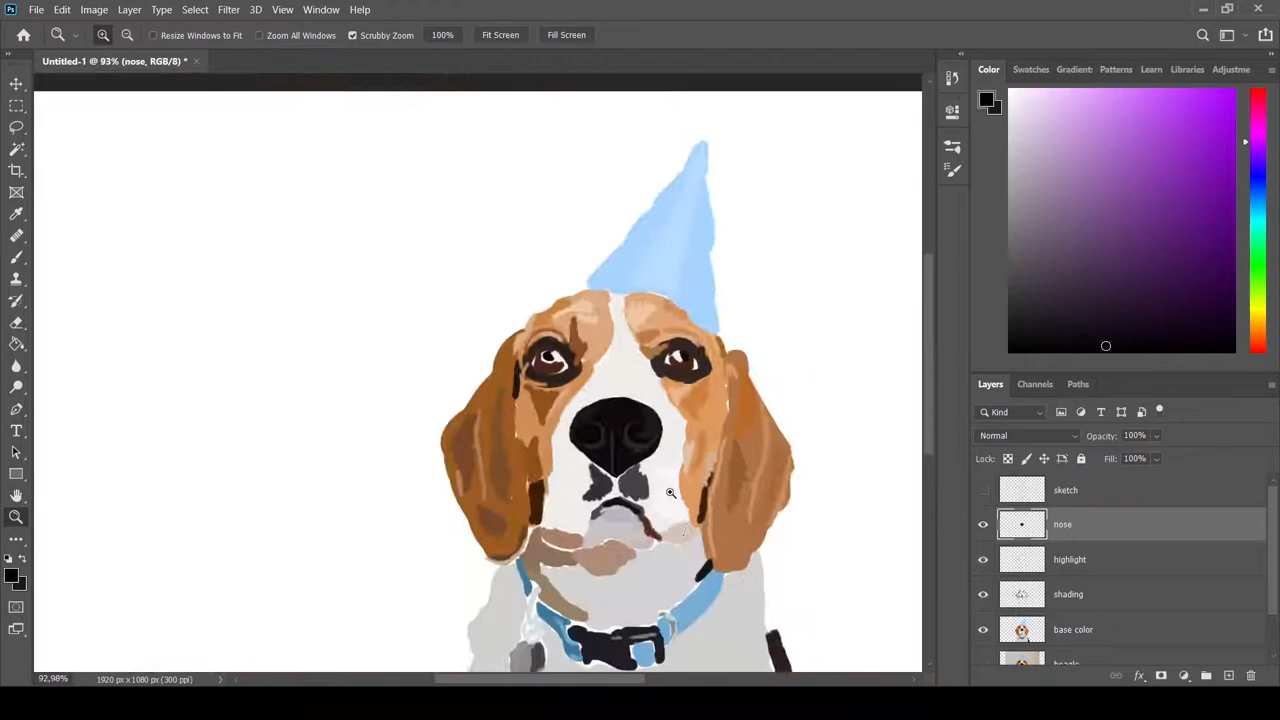 Ps File Edit Image Layer Type Select Filter 3D View Window Help
Resize Windows to Fit Zoom All Windows Scrubby Zoom 100% Fit Screen Fill Screen
Untitled-1 @ 93% (nose, RGB/8) * ×
Color Swatches Gradient Patterns Learn Libraries Adjustme
Layers Channels Paths
Kind
Normal Opacity: 100%
Lock: Fill: 100%
sketch
nose
highlight
shading
base color
beagle
92,98% 1920 px x 1080 px (300 ppi)